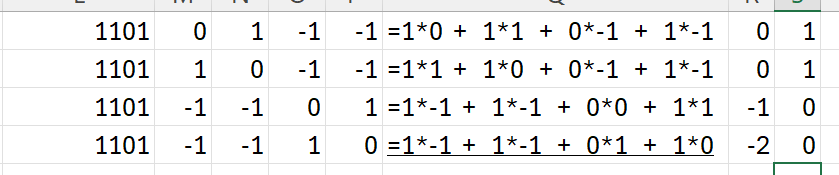 1101 0 1 -1 -1 =1*0 + 1*1 + 0*-1 + 1*-1 0 1
1101 1 0 -1 -1 =1*1 + 1*0 + 0*-1 + 1*-1 0 1
1101 -1 -1 0 1 =1*-1 + 1*-1 + 0*0 + 1*1 -1 0
1101 -1 -1 1 0 =1*-1 + 1*-1 + 0*1 + 1*0 -2 0